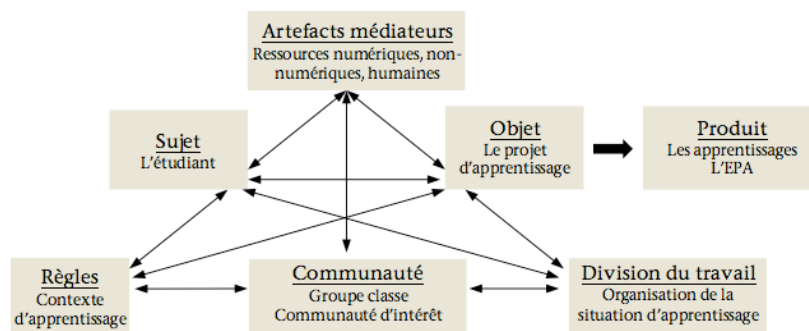 Artefacts médiateurs
Ressources numériques, non-
numériques, humaines
Sujet
L'étudiant
Objet
Le projet
d'apprentissage
Produit
Les apprentissages
L'EPA
Règles
Contexte
d'apprentissage
Communauté
Groupe classe
Communauté d'intérêt
Division du travail
Organisation de la
situation d'apprentissage